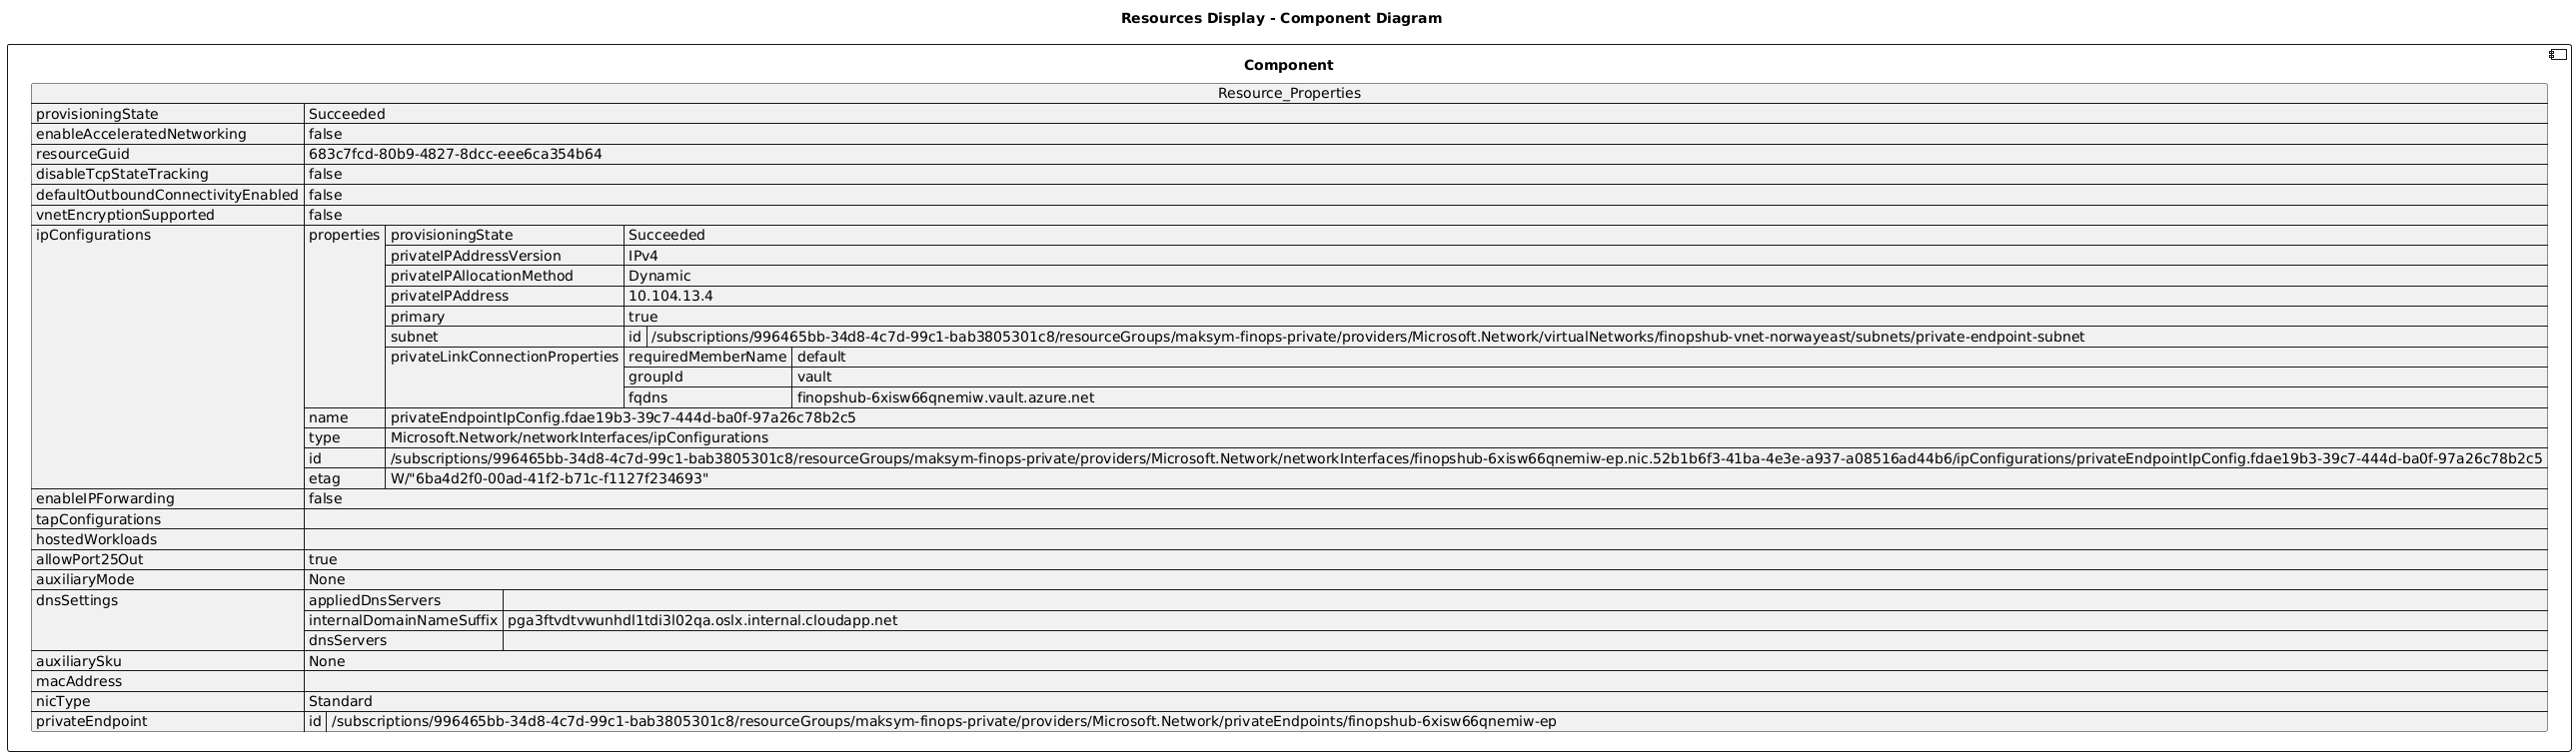 Resources Display - Component Diagram
Component
Resource_Properties
provisioningState Succeeded
enableAcceleratedNetworking false
resourceGuid 683c7fcd-80b9-4827-8dcc-eee6ca354b64
disableTcpStateTracking false
defaultOutboundConnectivityEnabled false
vnetEncryptionSupported false
ipConfigurations properties provisioningState Succeeded
privateIPAddressVersion IPv4
privateIPAllocationMethod Dynamic
privateIPAddress 10.104.13.4
primary true
subnet id /subscriptions/996465bb-34d8-4c7d-99c1-bab3805301c8/resourceGroups/maksym-finops-private/providers/Microsoft.Network/virtualNetworks/finopshub-vnet-norwayeast/subnets/private-endpoint-subnet
privateLinkConnectionProperties requiredMemberName default
groupId vault
fqdns finopshub-6xisw66qnemiw.vault.azure.net
name privateEndpointIpConfig.fdae19b3-39c7-444d-ba0f-97a26c78b2c5
type Microsoft.Network/networkInterfaces/ipConfigurations
id /subscriptions/996465bb-34d8-4c7d-99c1-bab3805301c8/resourceGroups/maksym-finops-private/providers/Microsoft.Network/networkInterfaces/finopshub-6xisw66qnemiw-ep.nic.52b1b6f3-41ba-4e3e-a937-a08516ad44b6/ipConfigurations/privateEndpointIpConfig.fdae19b3-39c7-444d-ba0f-97a26c78b2c5
etag W/"6ba4d2f0-00ad-41f2-b71c-f1127f234693"
enableIPForwarding false
tapConfigurations
hostedWorkloads
allowPort25Out true
auxiliaryMode None
dnsSettings appliedDnsServers
internalDomainNameSuffix pga3ftvdtvwunhdl1tdi3l02qa.oslx.internal.cloudapp.net
dnsServers
auxiliarySku None
macAddress
nicType Standard
privateEndpoint id /subscriptions/996465bb-34d8-4c7d-99c1-bab3805301c8/resourceGroups/maksym-finops-private/providers/Microsoft.Network/privateEndpoints/finopshub-6xisw66qnemiw-ep